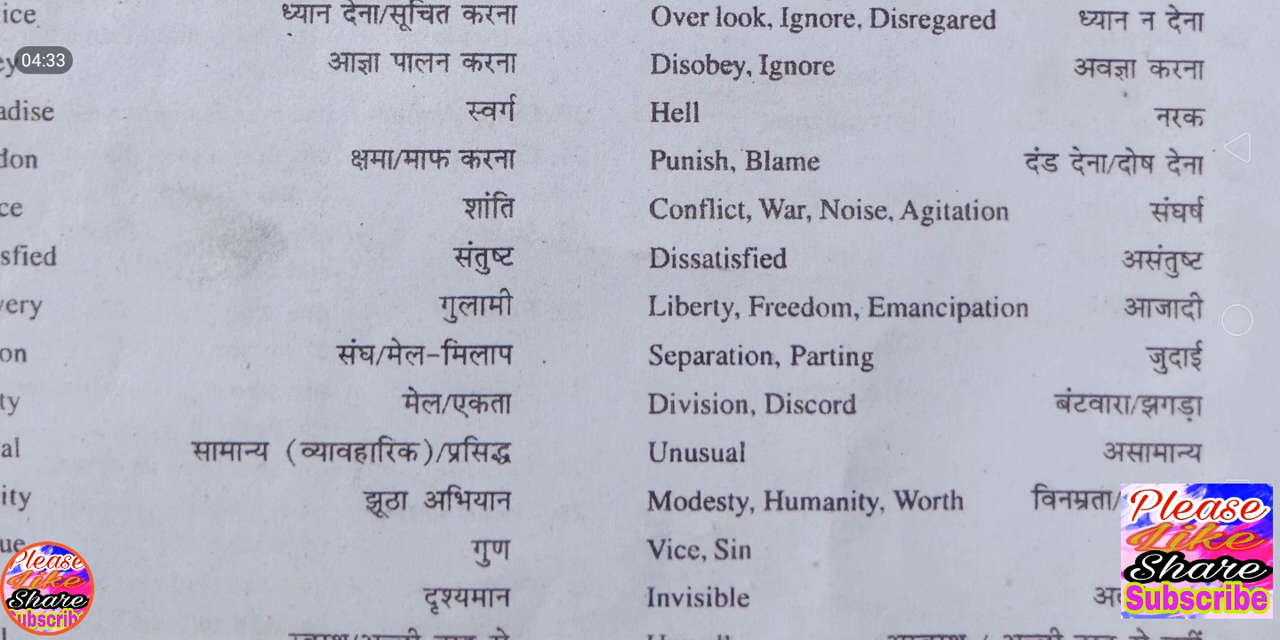 ice ध्यान देना/सूचित करना Over look, Ignore, Disregared ध्यान न देना
ey 04:33 आज्ञा पालन करना Disobey, Ignore अवज्ञा करना
adise स्वर्ग Hell नरक
don क्षमा/माफ करना Punish, Blame दंड देना/दोष देना
ce शांति Conflict, War, Noise, Agitation संघर्ष
sfied संतुष्ट Dissatisfied असंतुष्ट
very गुलामी Liberty, Freedom, Emancipation आजादी
on संघ/मेल-मिलाप Separation, Parting जुदाई
ty मेल/एकता Division, Discord बंटवारा/झगड़ा
al सामान्य (व्यावहारिक)/प्रसिद्ध Unusual असामान्य
ity झूठा अभियान Modesty, Humanity, Worth विनम्रता/
ue गुण Vice, Sin
दृश्यमान Invisible
Please
Like
Share
Subscribe
Please
Like
Share
Subscribe